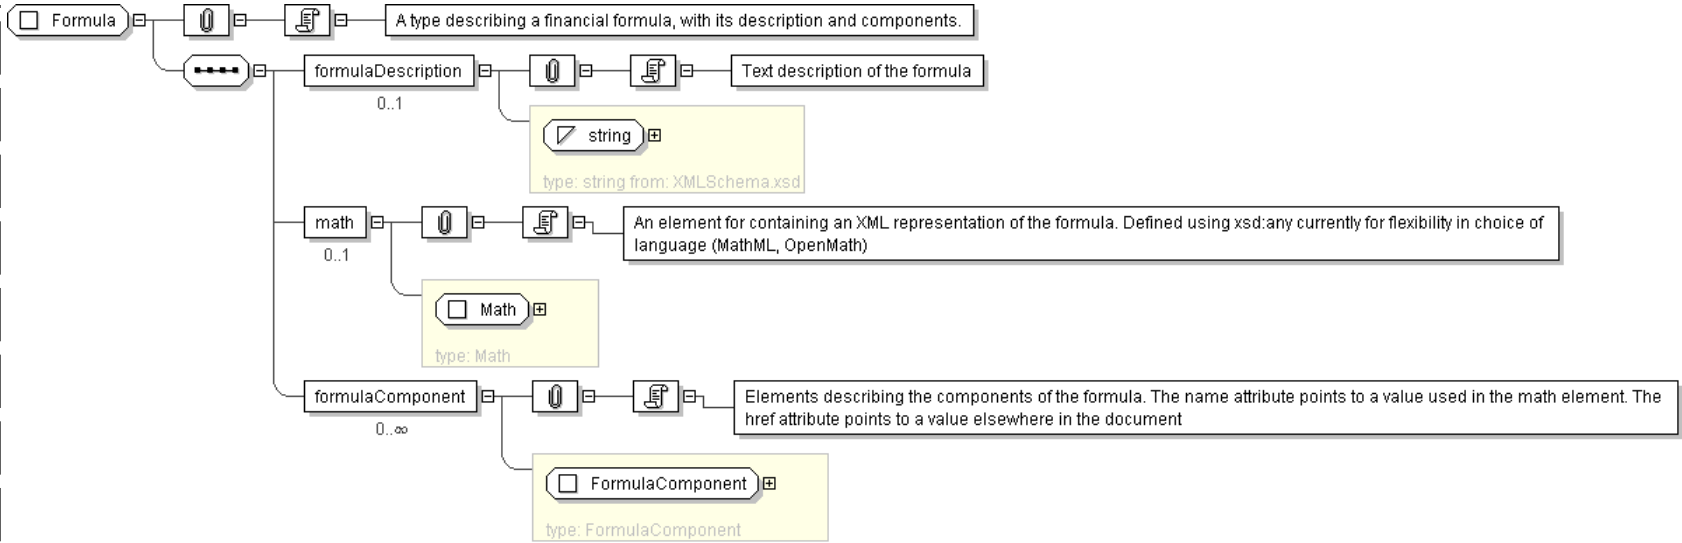 Formula
A type describing a financial formula, with its description and components.
formulaDescription
Text description of the formula
0..1
string
type: string from: XMLSchema.xsd
math
An element for containing an XML representation of the formula. Defined using xsd:any currently for flexibility in choice of
language (MathML, OpenMath)
0..1
Math
type: Math
formulaComponent
Elements describing the components of the formula. The name attribute points to a value used in the math element. The
href attribute points to a value elsewhere in the document
0..∞
FormulaComponent
type: FormulaComponent